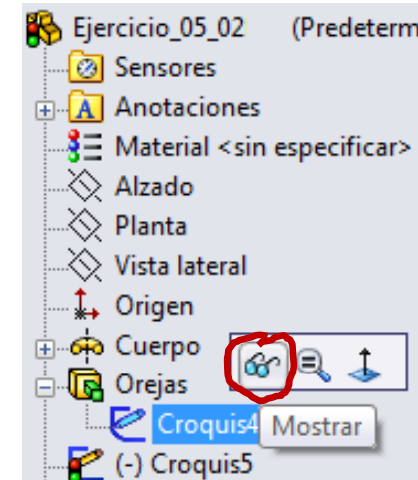 Ejercicio_05_02 (Predeterm
Sensores
A Anotaciones
Material <sin especificar>
Alzado
Planta
Vista lateral
Origen
Cuerpo
Orejas
Croquis4 Mostrar
(-) Croquis5